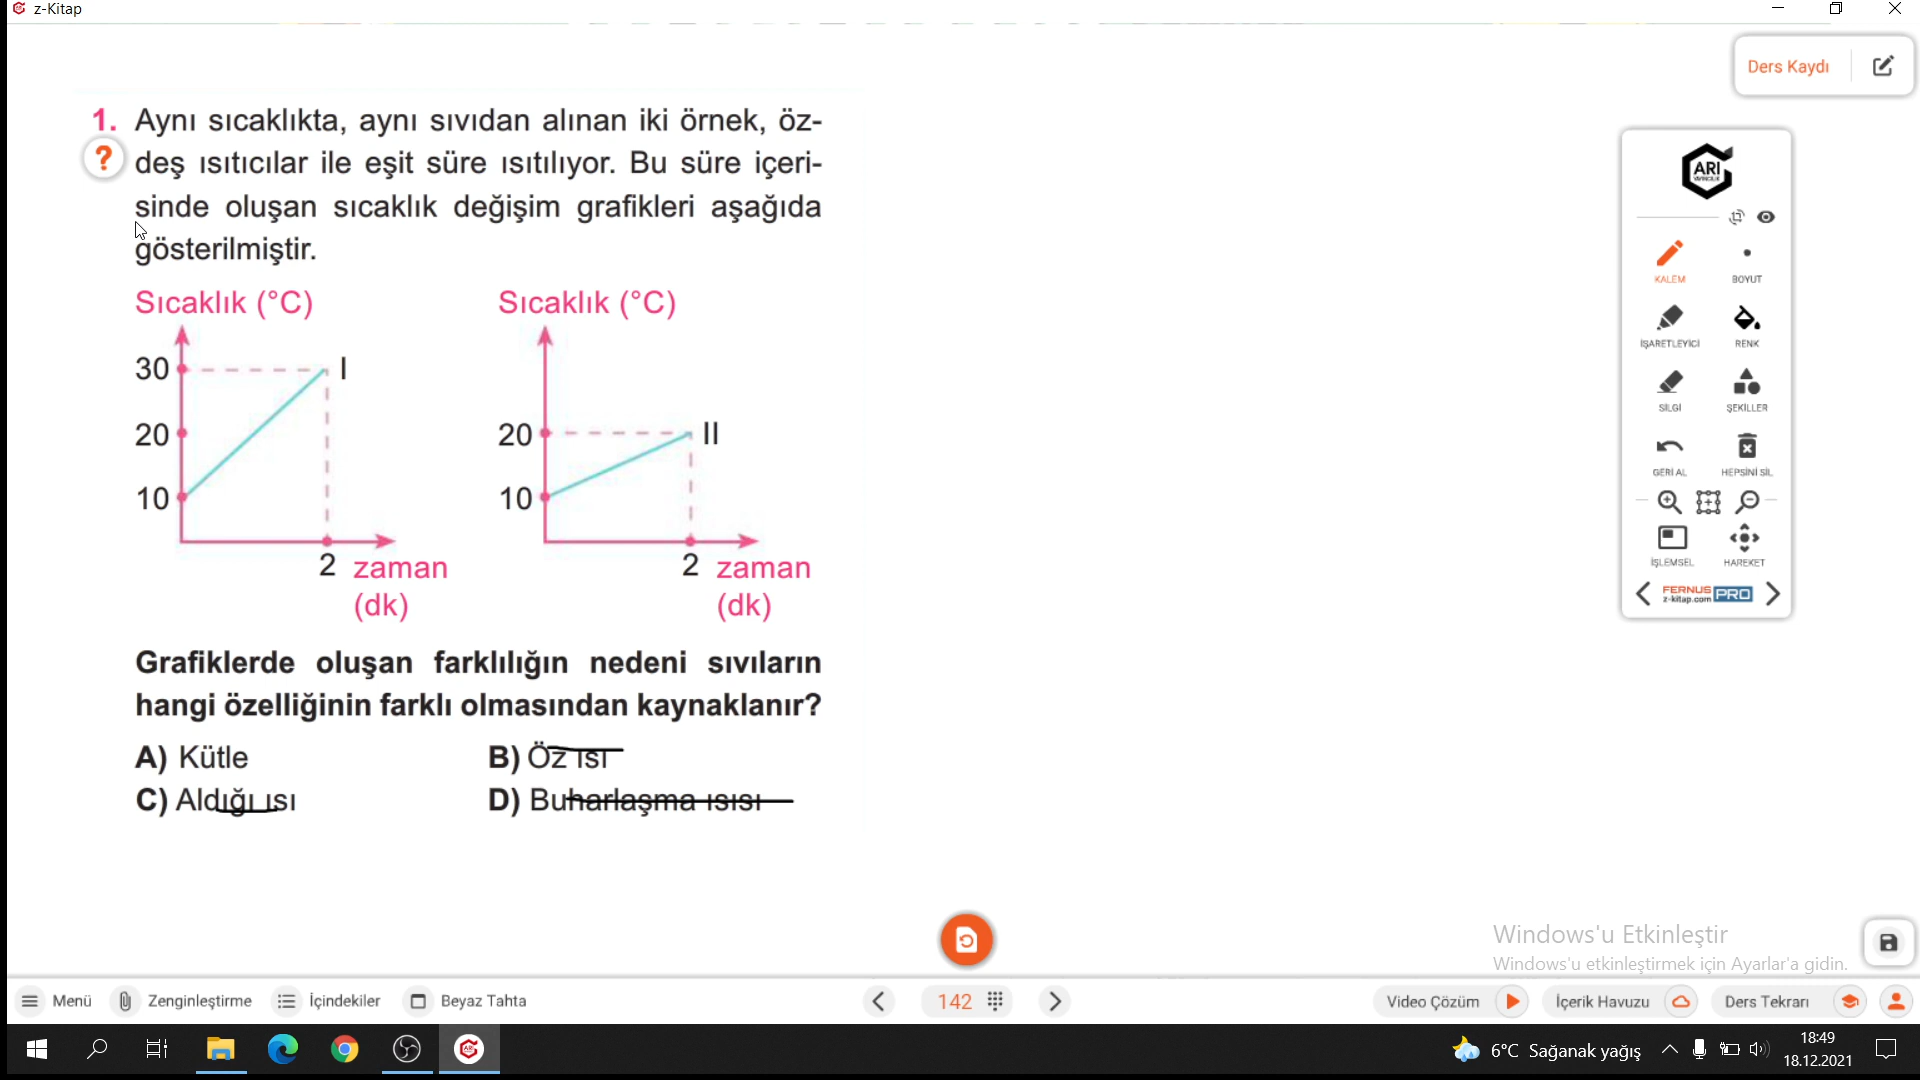 z-Kitap
Ders Kaydı
1. Aynı sıcaklıkta, aynı sıvıdan alınan iki örnek, öz-
? deş ısıtıcılar ile eşit süre ısıtılıyor. Bu süre içeri-
sinde oluşan sıcaklık değişim grafikleri aşağıda
gösterilmiştir.
Sıcaklık (°C)
30
20
10
I
2 zaman
(dk)
Sıcaklık (°C)
20
10
II
2 zaman
(dk)
Grafiklerde oluşan farklılığın nedeni sıvıların
hangi özelliğinin farklı olmasından kaynaklanır?
A) Kütle B) Öz ısı
C) Aldığı ısı D) Buharlaşma ısısı
ARI
YAYINCILIK
KALEM BOYUT
İŞARETLEYİCİ RENK
SİLGİ ŞEKİLLER
GERİ AL HEPSİNİ SİL
İŞLEMSEL HAREKET
FERNUS
z-kitap.com PRO
Windows'u Etkinleştir
Windows'u etkinleştirmek için Ayarlar'a gidin.
Menü Zenginleştirme İçindekiler Beyaz Tahta 142 Video Çözüm İçerik Havuzu Ders Tekrarı
6°C Sağanak yağış
18:49
18.12.2021